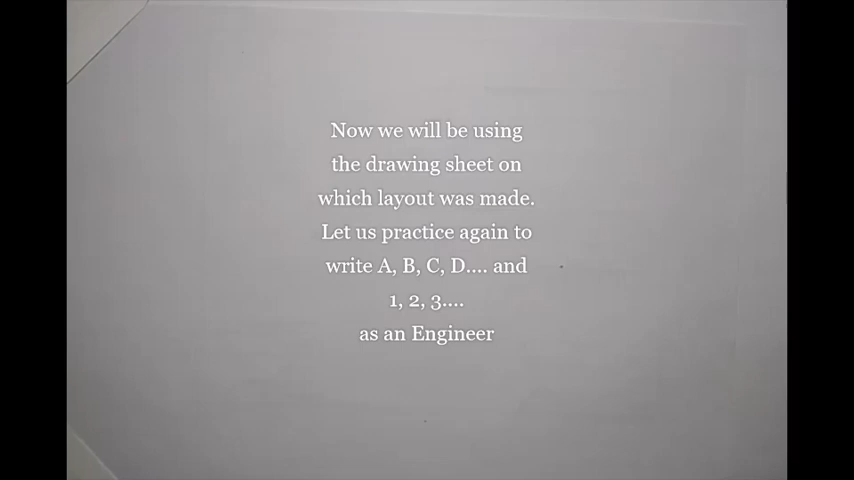 Now we will be using
the drawing sheet on
which layout was made.
Let us practice again to
write A, B, C, D.... and
1, 2, 3....
as an Engineer